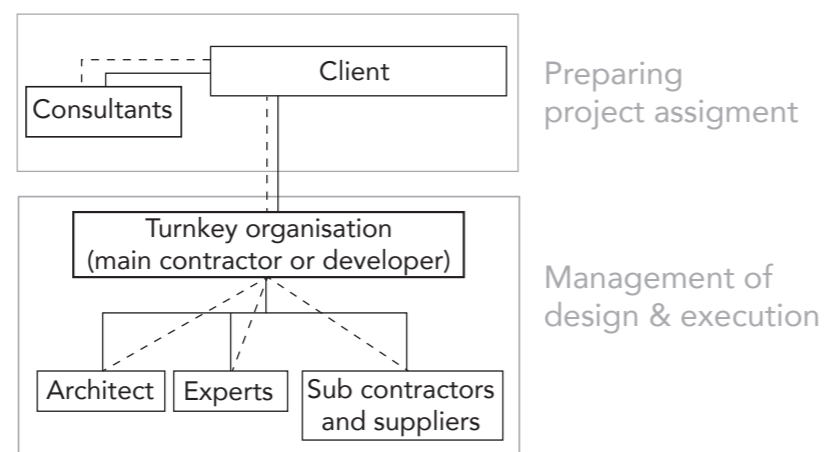 Client
Preparing
project assigment
Consultants
Turnkey organisation
(main contractor or developer)
Management of
design & execution
Architect
Experts
Sub contractors
and suppliers